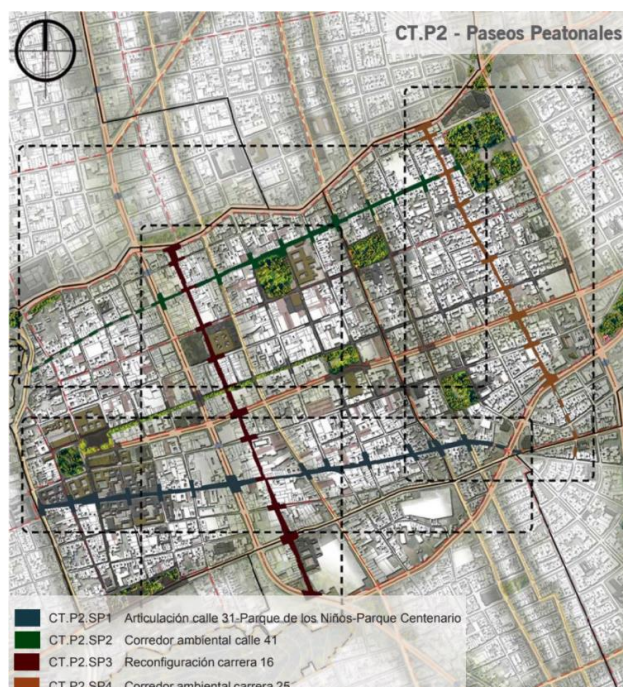 CT.P2 - Paseos Peatonales
CT.P2.SP1 Articulación calle 31-Parque de los Niños-Parque Centenario
CT.P2.SP2 Corredor ambiental calle 41
CT.P2.SP3 Reconfiguración carrera 16
CT.P2.SP4 Corredor ambiental carrera 25